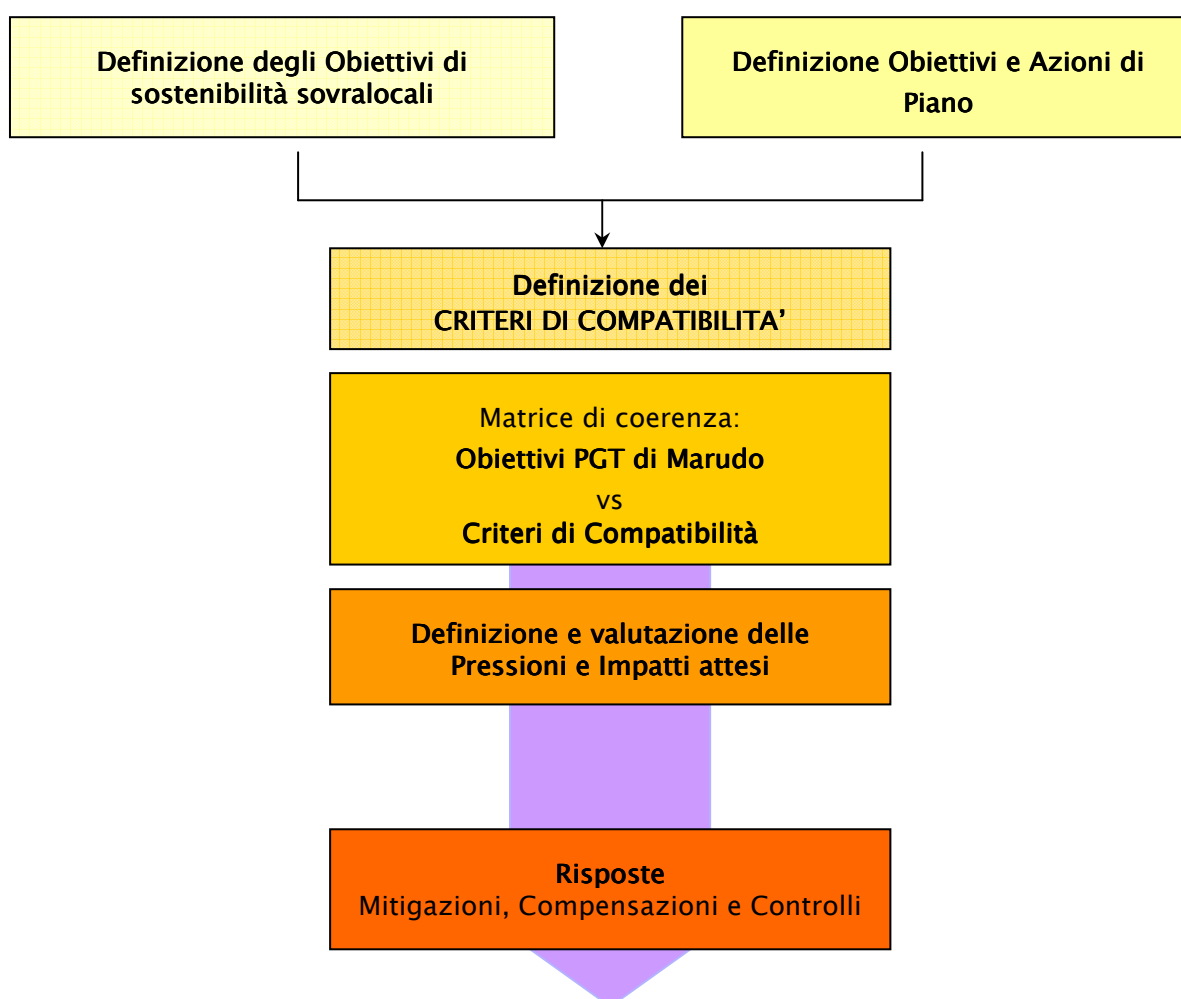 Definizione degli Obiettivi di
sostenibilità sovralocali
Definizione Obiettivi e Azioni di
Piano
Definizione dei
CRITERI DI COMPATIBILITA’
Matrice di coerenza:
Obiettivi PGT di Marudo
vs
Criteri di Compatibilità
Definizione e valutazione delle
Pressioni e Impatti attesi
Risposte
Mitigazioni, Compensazioni e Controlli